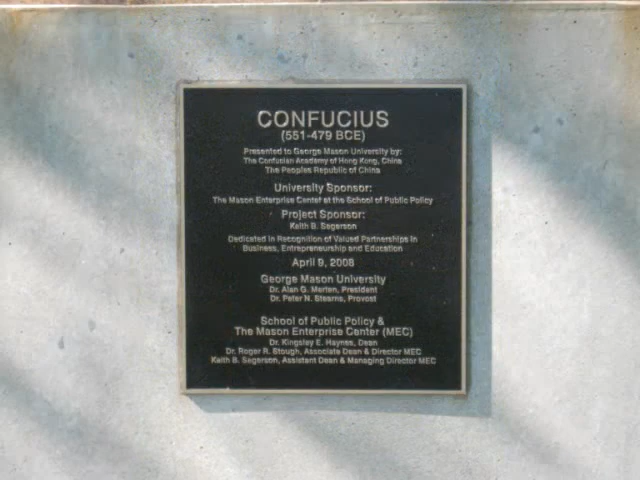 CONFUCIUS
(551-479 BCE)
Presented to George Mason University by:
The Confucian Academy of Hong Kong, China
The Peoples Republic of China
University Sponsor:
The Mason Enterprise Center at the School of Public Policy
Project Sponsor:
Keith B. Segerson
Dedicated in Recognition of Valued Partnerships in
Business, Entrepreneurship and Education
April 9, 2008
George Mason University
Dr. Alan G. Merten, President
Dr. Peter N. Stearns, Provost
School of Public Policy &
The Mason Enterprise Center (MEC)
Dr. Kingsley E. Haynes, Dean
Dr. Roger R. Stough, Associate Dean & Director MEC
Keith B. Segerson, Assistant Dean & Managing Director MEC